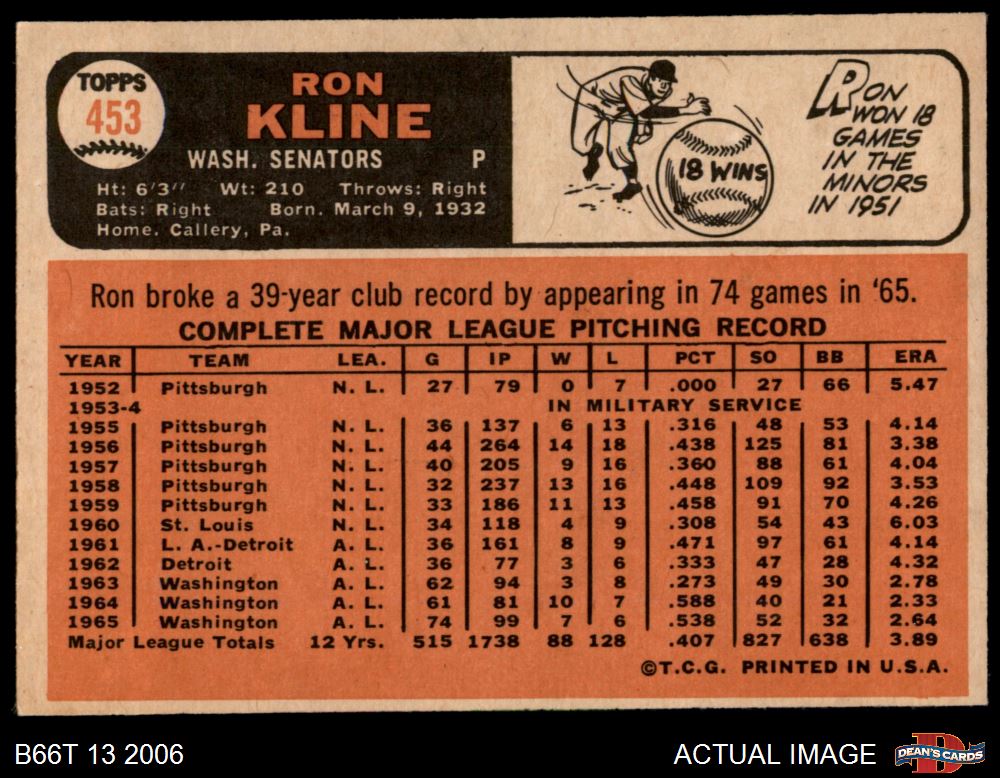 TOPPS
453
RON
KLINE
WASH. SENATORS P
Ht: 6'3" Wt: 210 Throws: Right
Bats: Right Born. March 9, 1932
Home. Callery, Pa.
18 WINS
RON
WON 18
GAMES
IN THE
MINORS
IN 1951
Ron broke a 39-year club record by appearing in 74 games in '65.
COMPLETE MAJOR LEAGUE PITCHING RECORD
YEAR TEAM LEA. G IP W L PCT SO BB ERA
1952 Pittsburgh N. L. 27 79 0 7 .000 27 66 5.47
1953-4 IN MILITARY SERVICE
1955 Pittsburgh N. L. 36 137 6 13 .316 48 53 4.14
1956 Pittsburgh N. L. 44 264 14 18 .438 125 81 3.38
1957 Pittsburgh N. L. 40 205 9 16 .360 88 61 4.04
1958 Pittsburgh N. L. 32 237 13 16 .448 109 92 3.53
1959 Pittsburgh N. L. 33 186 11 13 .458 91 70 4.26
1960 St. Louis N. L. 34 118 4 9 .308 54 43 6.03
1961 L. A.-Detroit A. L. 36 161 8 9 .471 97 61 4.14
1962 Detroit A. L. 36 77 3 6 .333 47 28 4.32
1963 Washington A. L. 62 94 3 8 .273 49 30 2.78
1964 Washington A. L. 61 81 10 7 .588 40 21 2.33
1965 Washington A. L. 74 99 7 6 .538 52 32 2.64
Major League Totals 12 Yrs. 515 1738 88 128 .407 827 638 3.89
©T.C.G. PRINTED IN U.S.A.
B66T 13 2006 ACTUAL IMAGE DEAN'S CARDS